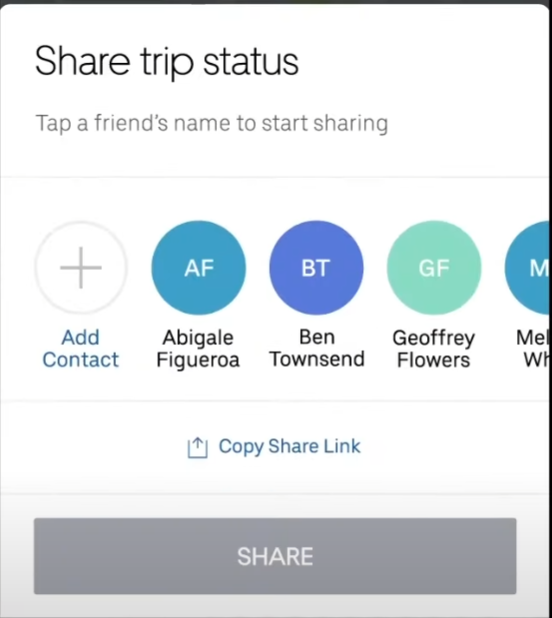 Share trip status
Tap a friend's name to start sharing
AF
BT
GF
M
Add
Contact
Abigale
Figueroa
Ben
Townsend
Geoffrey
Flowers
Mel
Wh
Copy Share Link
SHARE